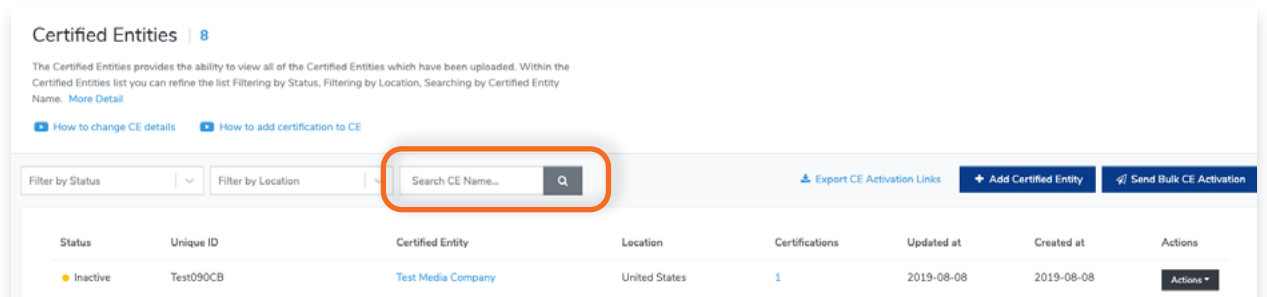 Certified Entities | 8
The Certified Entities provides the ability to view all of the Certified Entities which have been uploaded. Within the
Certified Entities list you can refine the list Filtering by Status, Filtering by Location, Searching by Certified Entity
Name. More Detail
How to change CE details How to add certification to CE
Filter by Status Filter by Location Search CE Name... Export CE Activation Links + Add Certified Entity Send Bulk CE Activation
Status Unique ID Certified Entity Location Certifications Updated at Created at Actions
Inactive Test090CB Test Media Company United States 1 2019-08-08 2019-08-08 Actions